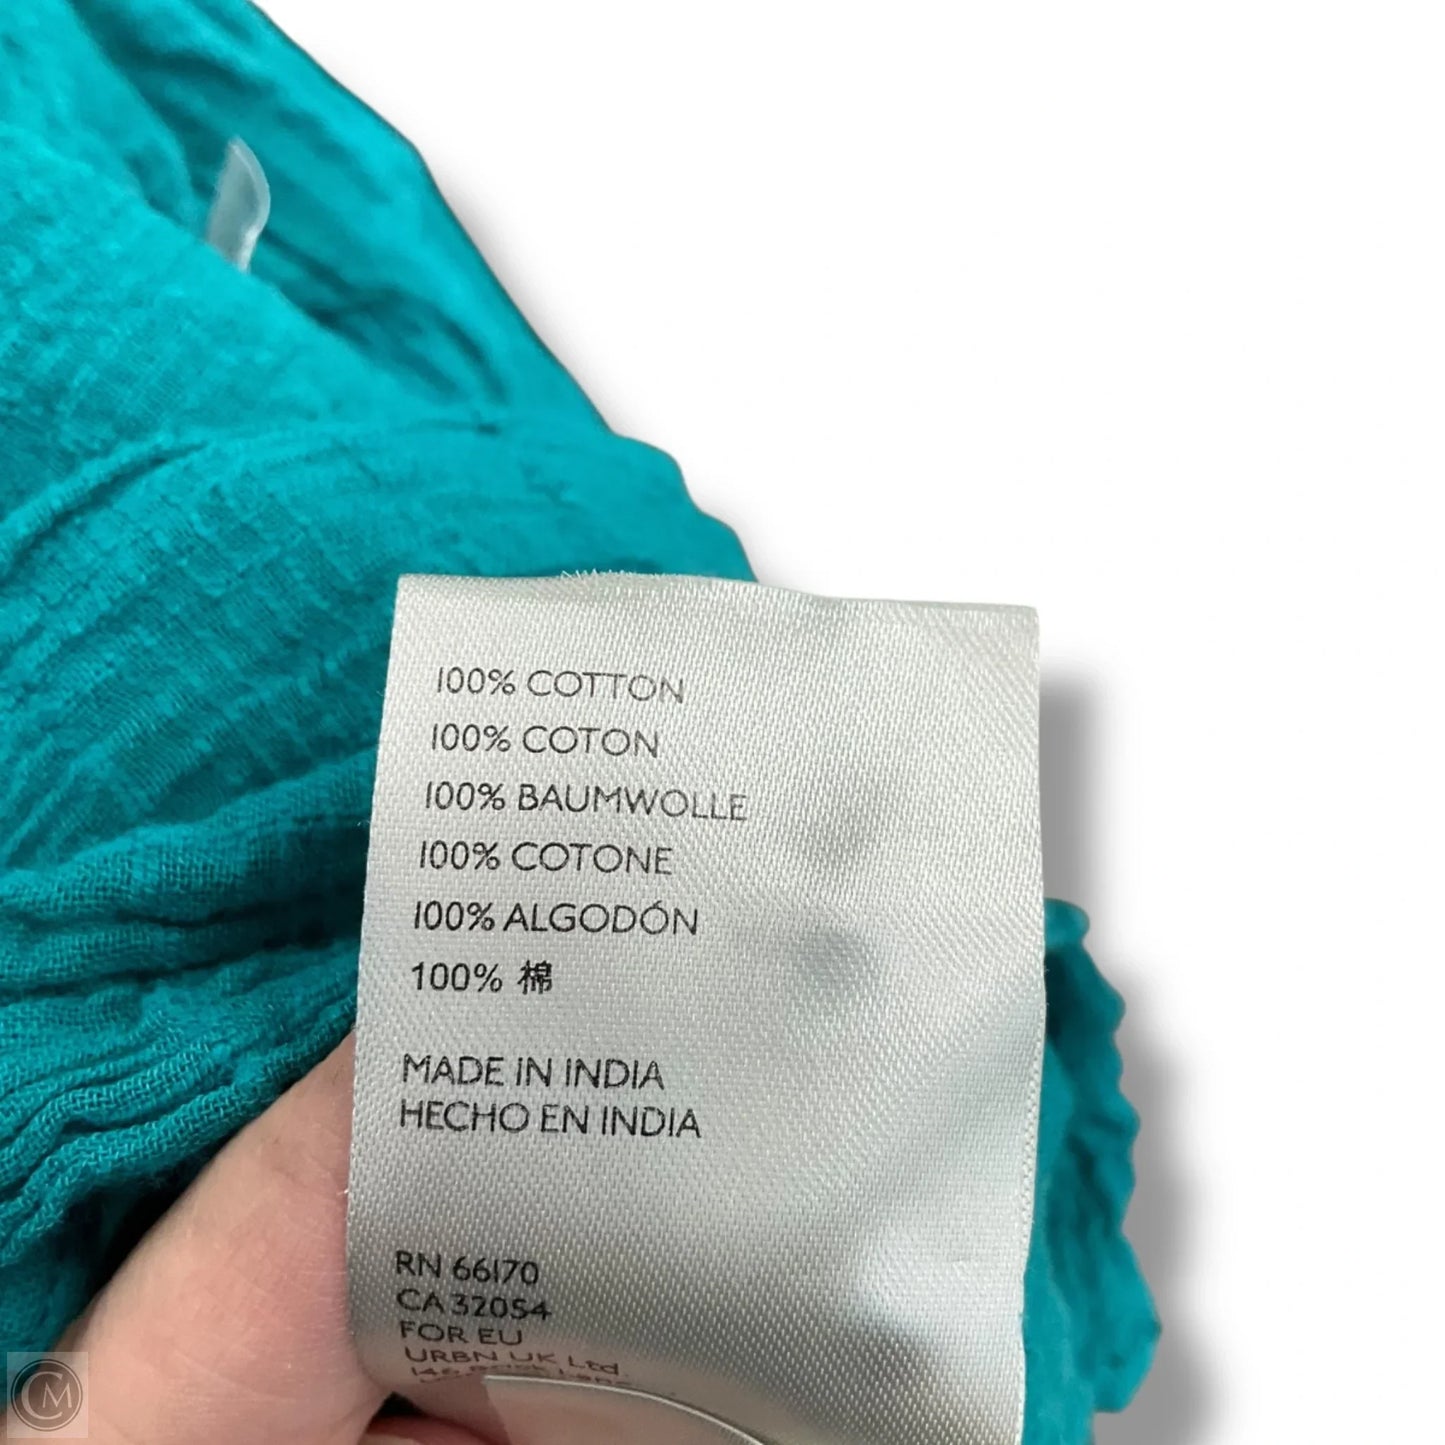 100% COTTON
100% COTON
100% BAUMWOLLE
100% COTONE
100% ALGODÓN
100% 棉
MADE IN INDIA
HECHO EN INDIA
RN 66170
CA 32054
FOR EU
URBN UK Ltd.
CM